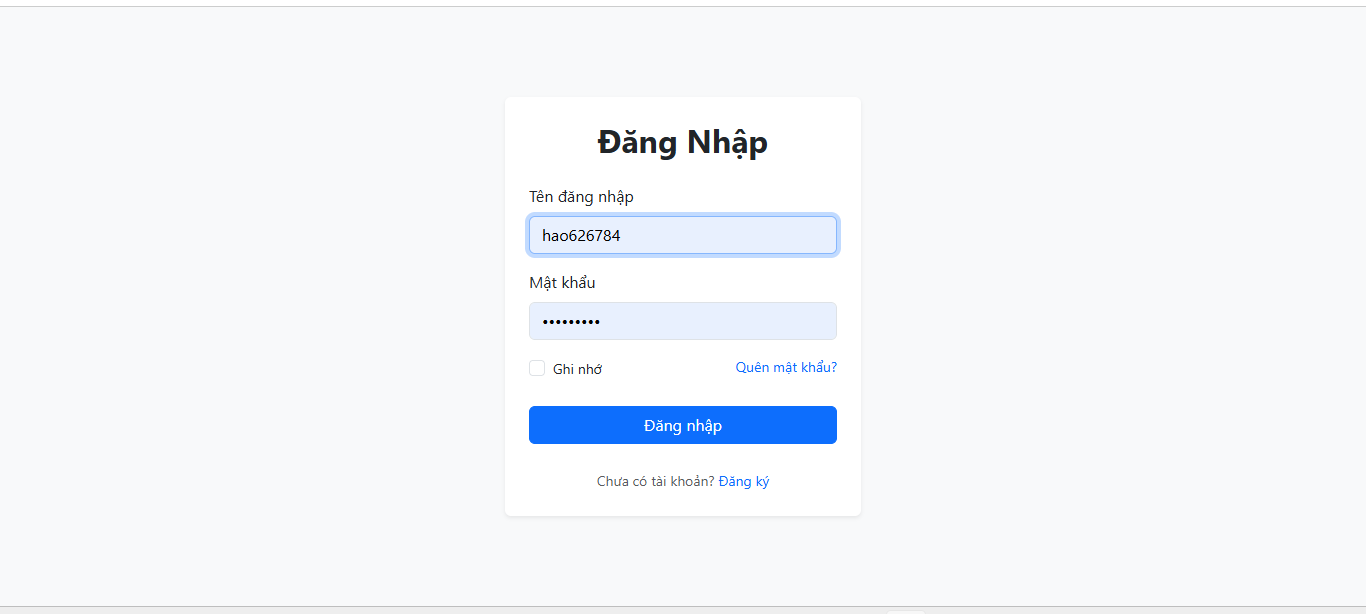 Đăng Nhập
Tên đăng nhập
hao626784
Mật khẩu
•••••••••
Ghi nhớ
Quên mật khẩu?
Đăng nhập
Chưa có tài khoản? Đăng ký